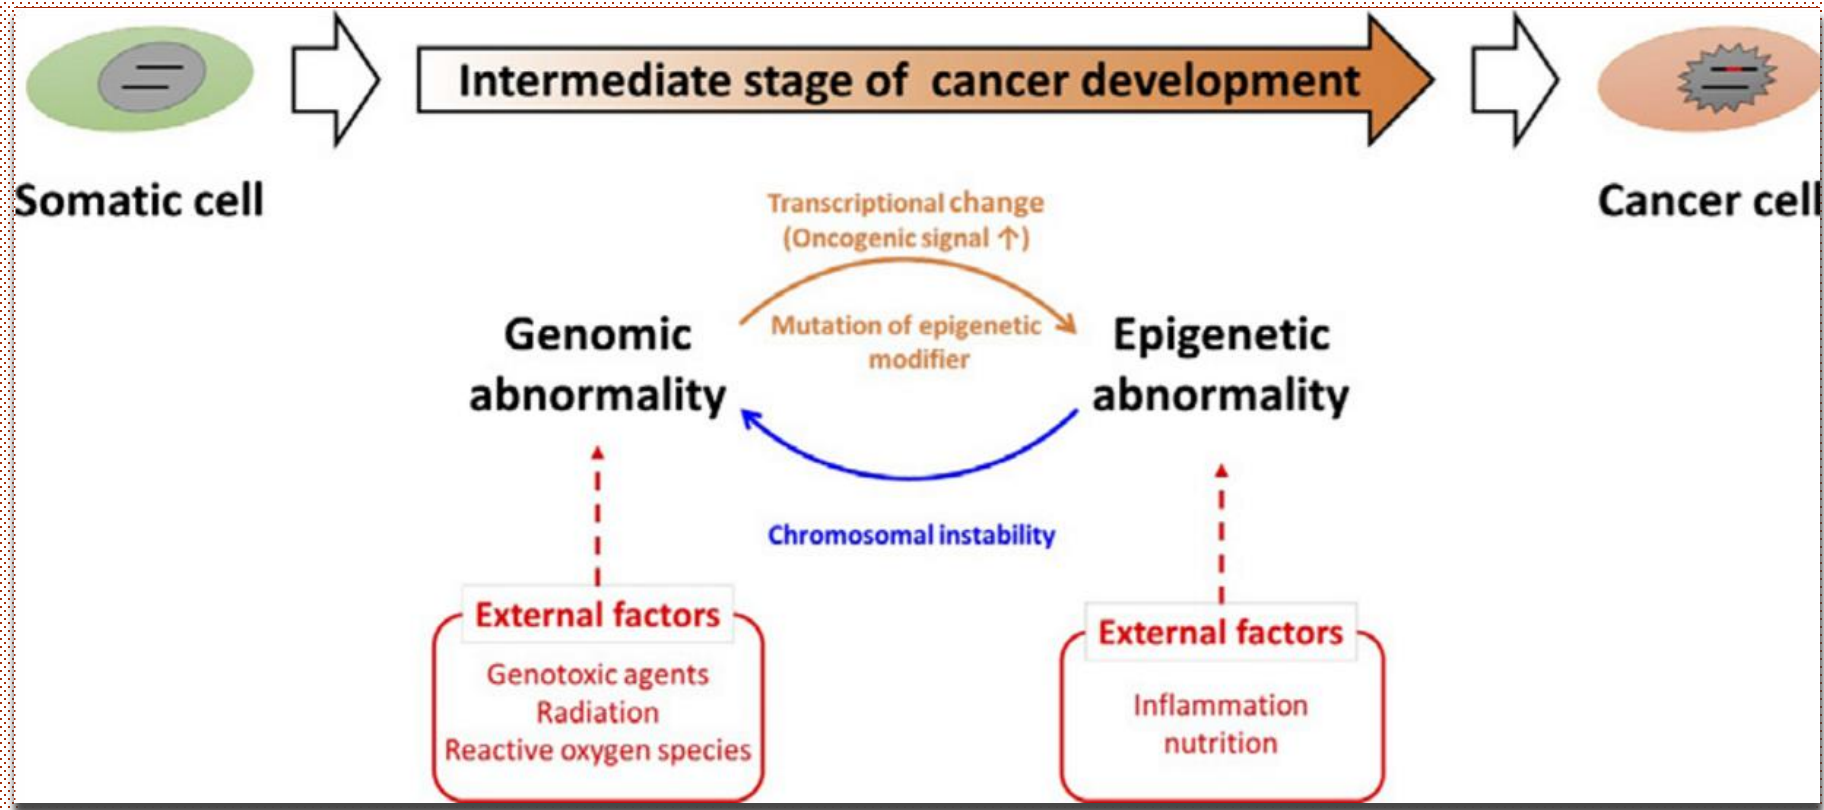 Intermediate stage of cancer development
Somatic cell
Cancer cell
Transcriptional change
(Oncogenic signal ↑)
Mutation of epigenetic
modifier
Genomic
abnormality
Epigenetic
abnormality
Chromosomal instability
External factors
Genotoxic agents
Radiation
Reactive oxygen species
External factors
Inflammation
nutrition